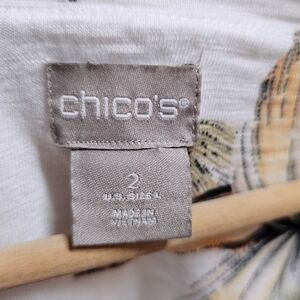 chico's®
2
U.S. SIZE L
MADE IN
VIETNAM